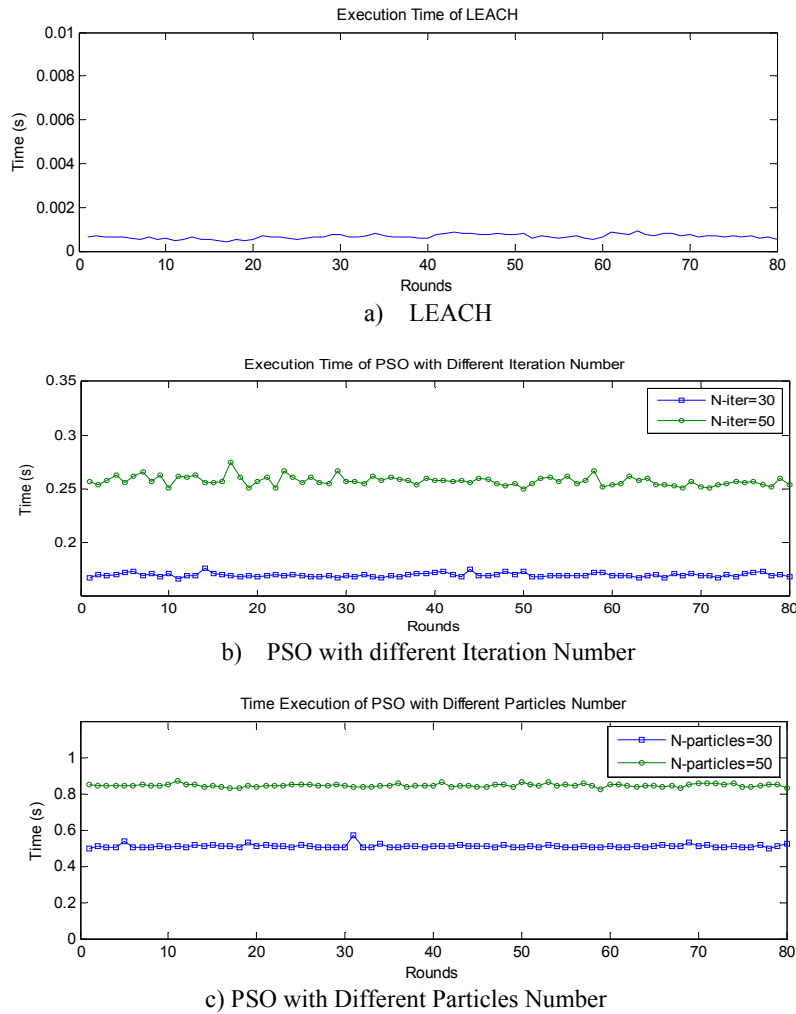 Execution Time of LEACH
0.01
0.008
0.006
0.004
0.002
0
Time (s)
0 10 20 30 40 50 60 70 80
Rounds
a) LEACH
Execution Time of PSO with Different Iteration Number
0.35
0.3
0.25
0.2
Time (s)
N-iter=30
N-iter=50
0 10 20 30 40 50 60 70 80
Rounds
b) PSO with different Iteration Number
Time Execution of PSO with Different Particles Number
1
0.8
0.6
0.4
0.2
0
Time (s)
N-particles=30
N-particles=50
0 10 20 30 40 50 60 70 80
Rounds
c) PSO with Different Particles Number